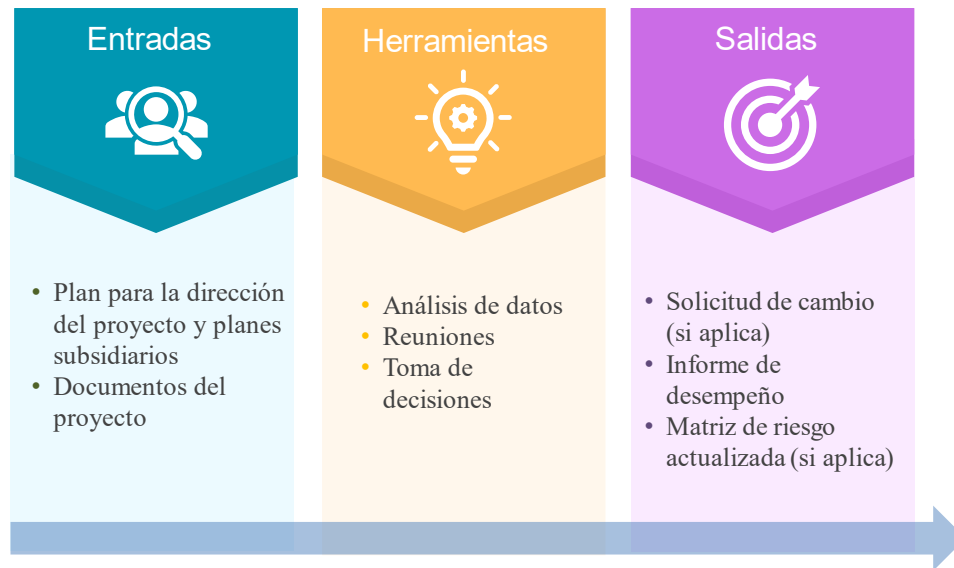 Entradas
• Plan para la dirección
del proyecto y planes
subsidiarios
• Documentos del
proyecto
Herramientas
• Análisis de datos
• Reuniones
• Toma de
decisiones
Salidas
• Solicitud de cambio
(si aplica)
• Informe de
desempeño
• Matriz de riesgo
actualizada (si aplica)